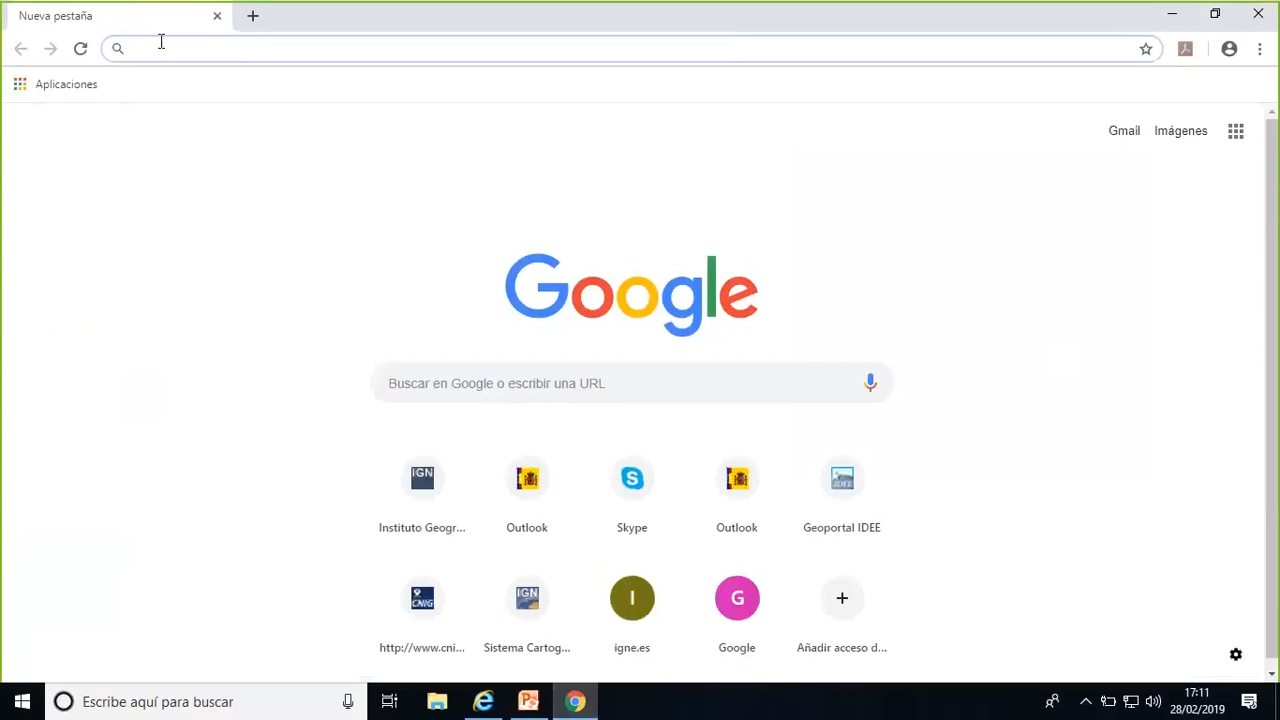 Nueva pestaña
Aplicaciones
Gmail Imágenes
Google
Buscar en Google o escribir una URL
IGN
S
IGN
I
G
Instituto Geogr... Outlook Skype Outlook Geoportal IDEE
CNIG
http://www.cni... Sistema Cartog... igne.es Google Añadir acceso d...
Escribe aquí para buscar
17:11
28/02/2019